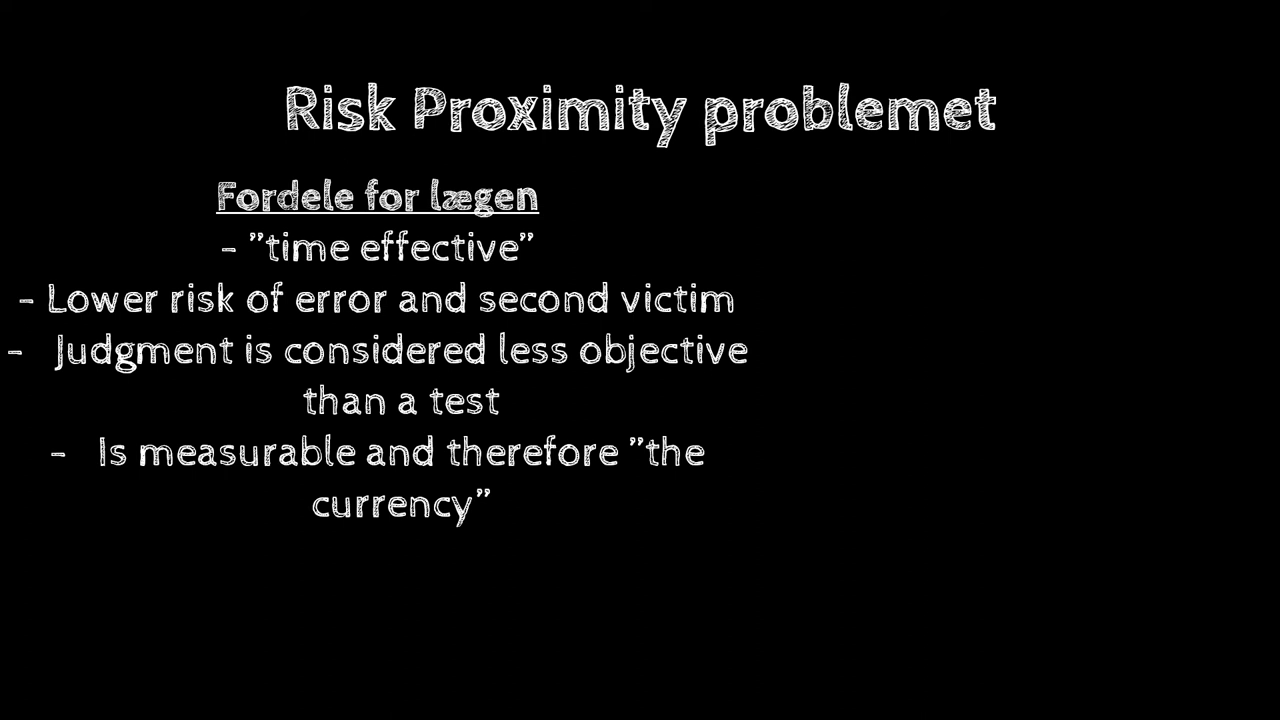 Risk Proximity problemet
Fordele for lægen
- ”time effective”
- Lower risk of error and second victim
- Judgment is considered less objective
than a test
- Is measurable and therefore ”the
currency”